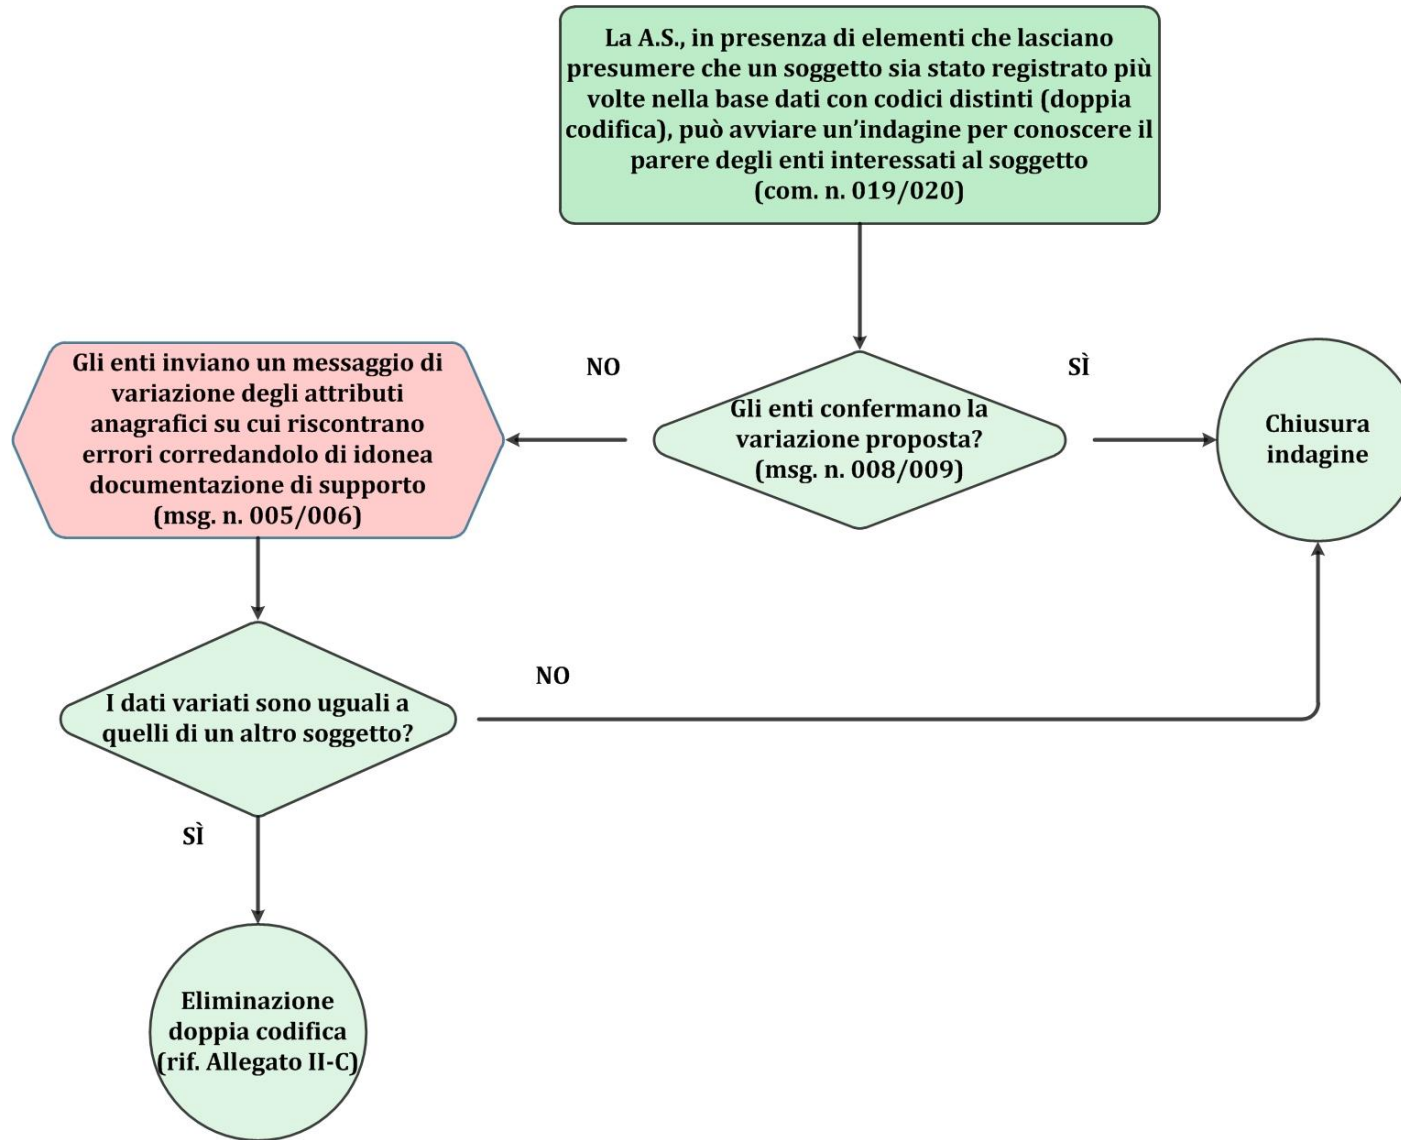 La A.S., in presenza di elementi che lasciano
presumere che un soggetto sia stato registrato più
volte nella base dati con codici distinti (doppia
codifica), può avviare un’indagine per conoscere il
parere degli enti interessati al soggetto
(com. n. 019/020)
NO
SÌ
Gli enti confermano la
variazione proposta?
(msg. n. 008/009)
Chiusura
indagine
Gli enti inviano un messaggio di
variazione degli attributi
anagrafici su cui riscontrano
errori corredandolo di idonea
documentazione di supporto
(msg. n. 005/006)
I dati variati sono uguali a
quelli di un altro soggetto?
NO
SÌ
Eliminazione
doppia codifica
(rif. Allegato II-C)